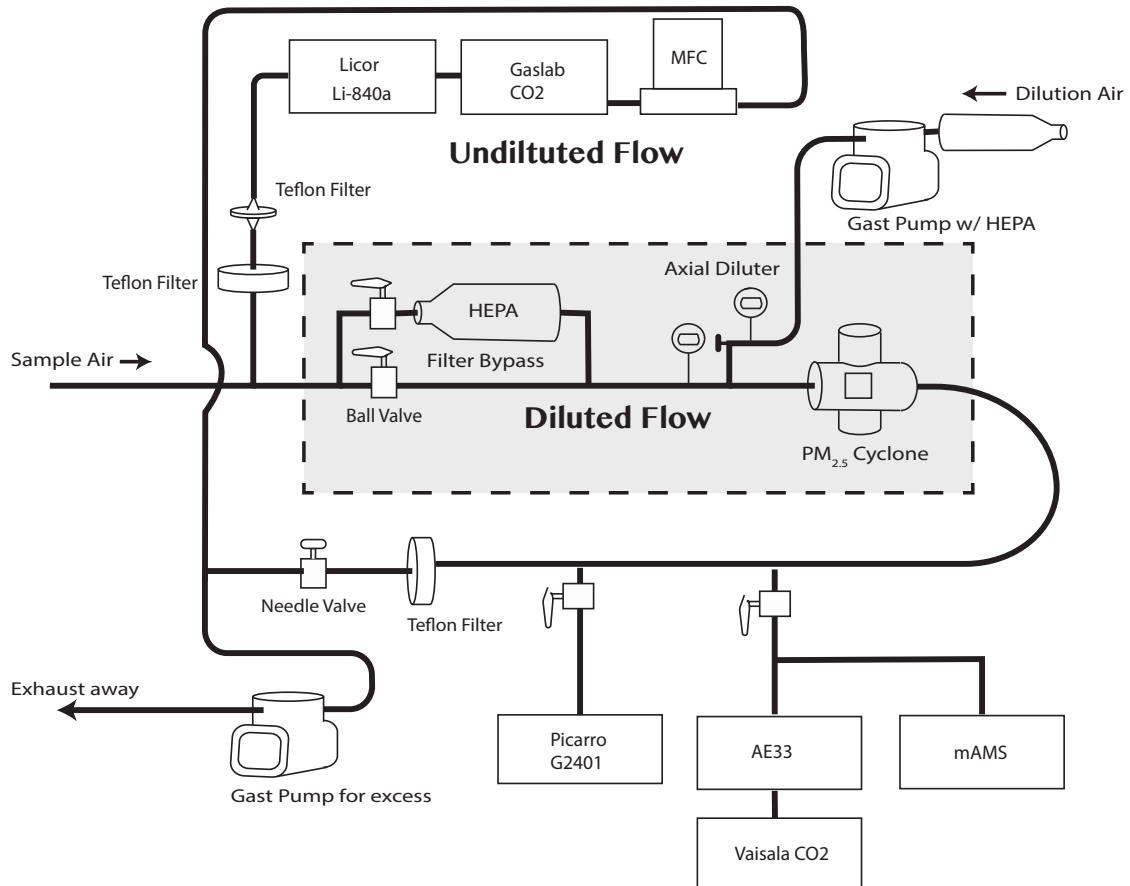 Licor
Li-840a
Gaslab
CO2
MFC
Dilution Air
Undiltuted Flow
Teflon Filter
Gast Pump w/ HEPA
Teflon Filter
Axial Diluter
HEPA
Sample Air
Filter Bypass
Ball Valve
Diluted Flow
PM2.5 Cyclone
Needle Valve
Teflon Filter
Exhaust away
Picarro
G2401
AE33
mAMS
Gast Pump for excess
Vaisala CO2